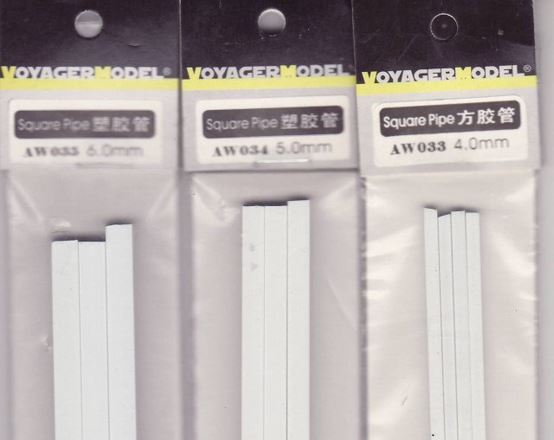 VOYAGERMODEL®
Square Pipe 塑胶管
AW035 6.0mm
VOYAGERMODEL
Square Pipe 塑胶管
AW034 5.0mm
VOYAGERMODEL®
Square Pipe 方胶管
AW033 4.0mm